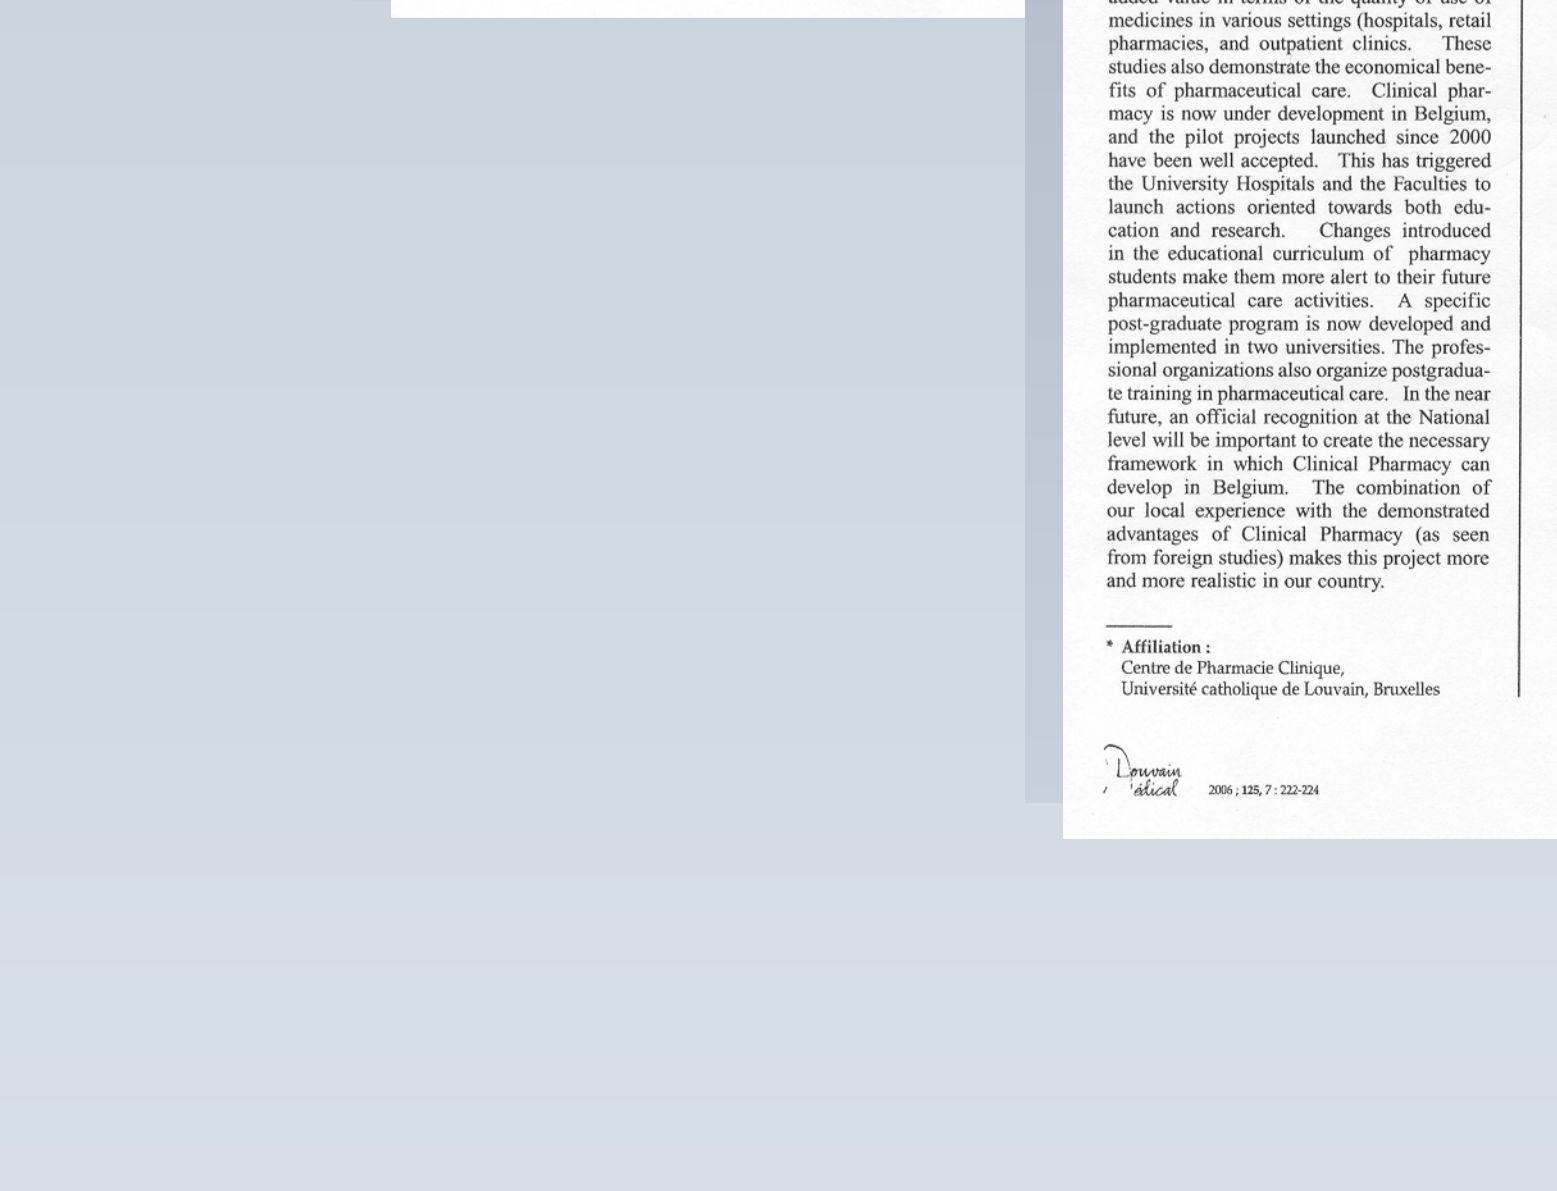 medicines in various settings (hospitals, retail
pharmacies, and outpatient clinics. These
studies also demonstrate the economical bene-
fits of pharmaceutical care. Clinical phar-
macy is now under development in Belgium,
and the pilot projects launched since 2000
have been well accepted. This has triggered
the University Hospitals and the Faculties to
launch actions oriented towards both edu-
cation and research. Changes introduced
in the educational curriculum of pharmacy
students make them more alert to their future
pharmaceutical care activities. A specific
post-graduate program is now developed and
implemented in two universities. The profes-
sional organizations also organize postgradua-
te training in pharmaceutical care. In the near
future, an official recognition at the National
level will be important to create the necessary
framework in which Clinical Pharmacy can
develop in Belgium. The combination of
our local experience with the demonstrated
advantages of Clinical Pharmacy (as seen
from foreign studies) makes this project more
and more realistic in our country.
* Affiliation :
Centre de Pharmacie Clinique,
Université catholique de Louvain, Bruxelles
Louvain
édical 2006 ; 125, 7 : 222-224